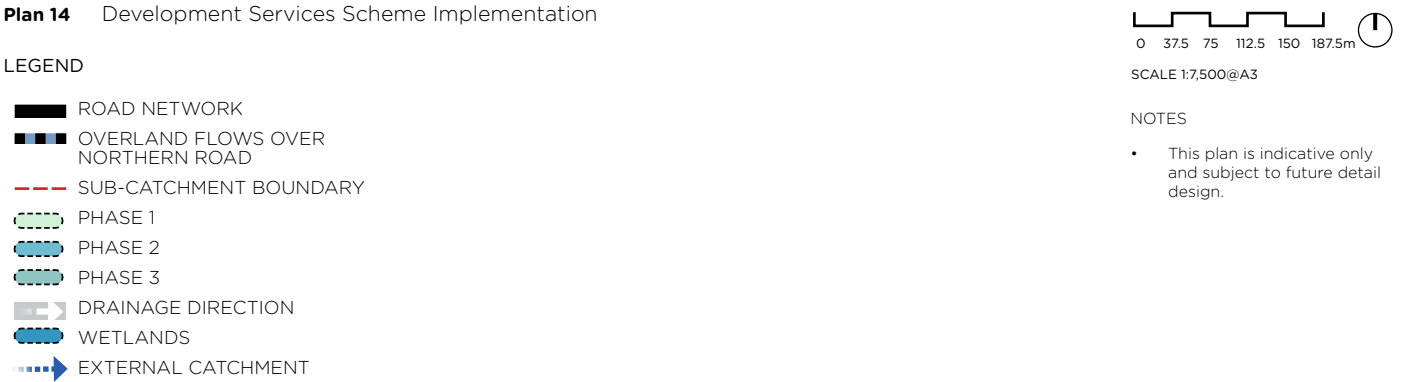 Plan 14 Development Services Scheme Implementation
LEGEND
ROAD NETWORK
OVERLAND FLOWS OVER
NORTHERN ROAD
SUB-CATCHMENT BOUNDARY
PHASE 1
PHASE 2
PHASE 3
DRAINAGE DIRECTION
WETLANDS
EXTERNAL CATCHMENT
0 37.5 75 112.5 150 187.5m
SCALE 1:7,500@A3
NOTES
• This plan is indicative only
and subject to future detail
design.